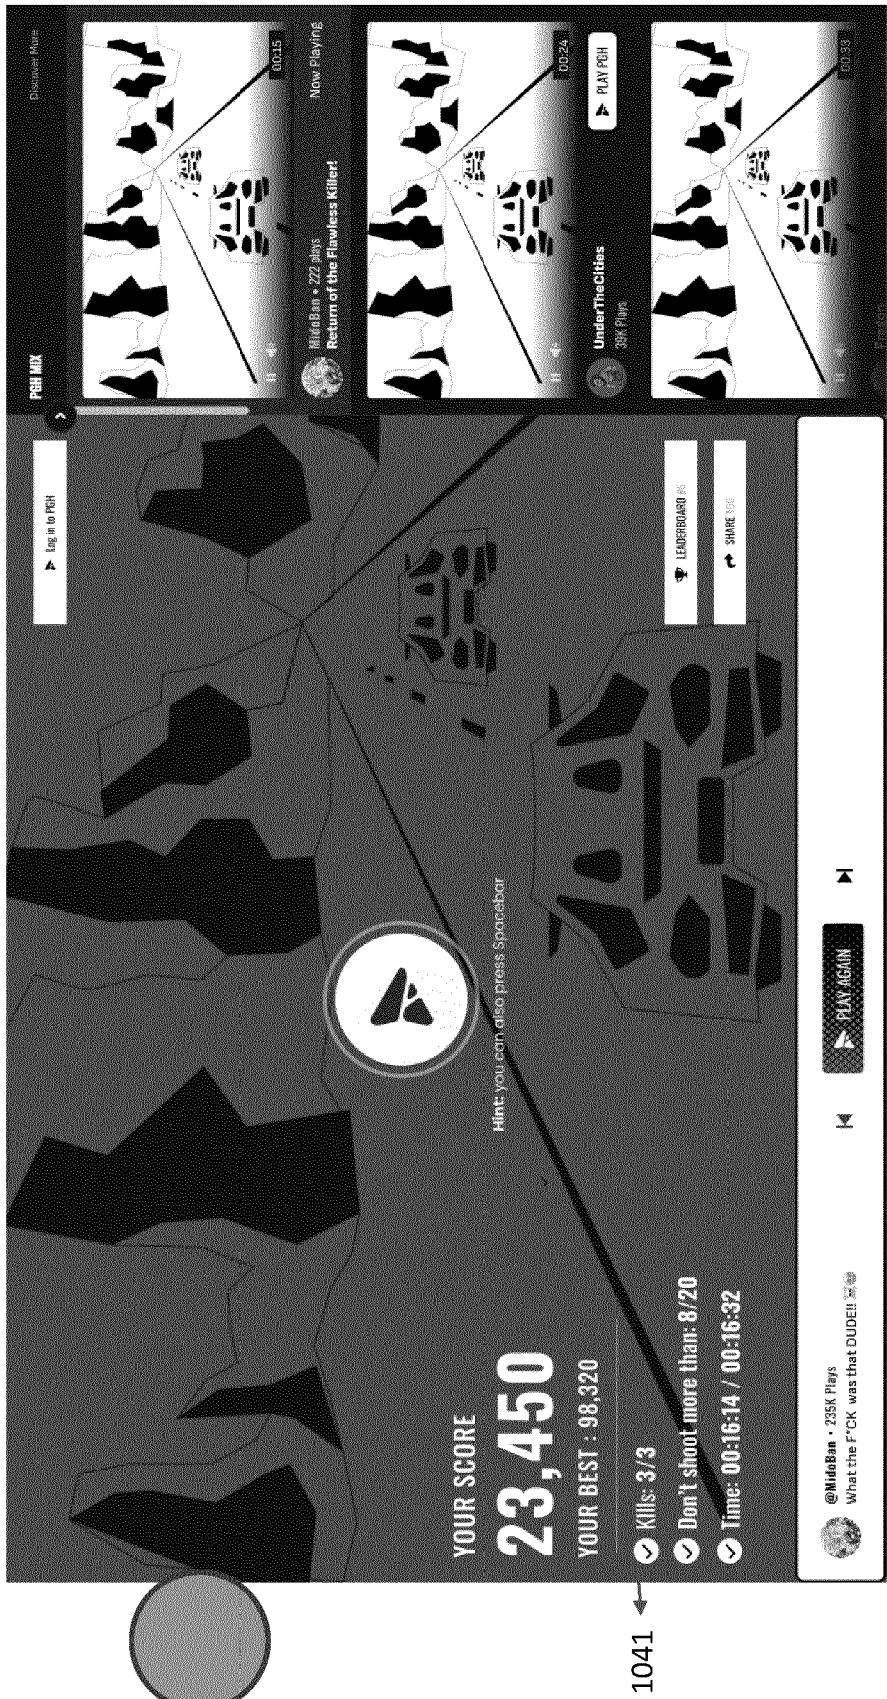 Log in to PGH
Hint: you can also press Spacebar
YOUR SCORE
23,450
YOUR BEST : 98,320
Kills: 3/3
Don't shoot more than: 8/20
Time: 00:16:14 / 00:16:32
LEADERBOARD #6
SHARE
@MidoBan • 235K Plays
What the F*CK was that DUDE!!
PLAY AGAIN
PGH MIX
Discover More
00:15
MidoBan • 222 plays
Return of the Flawless Killer!
Now Playing
00:24
UnderTheCities
39K Plays
PLAY PGH
00:33
1041